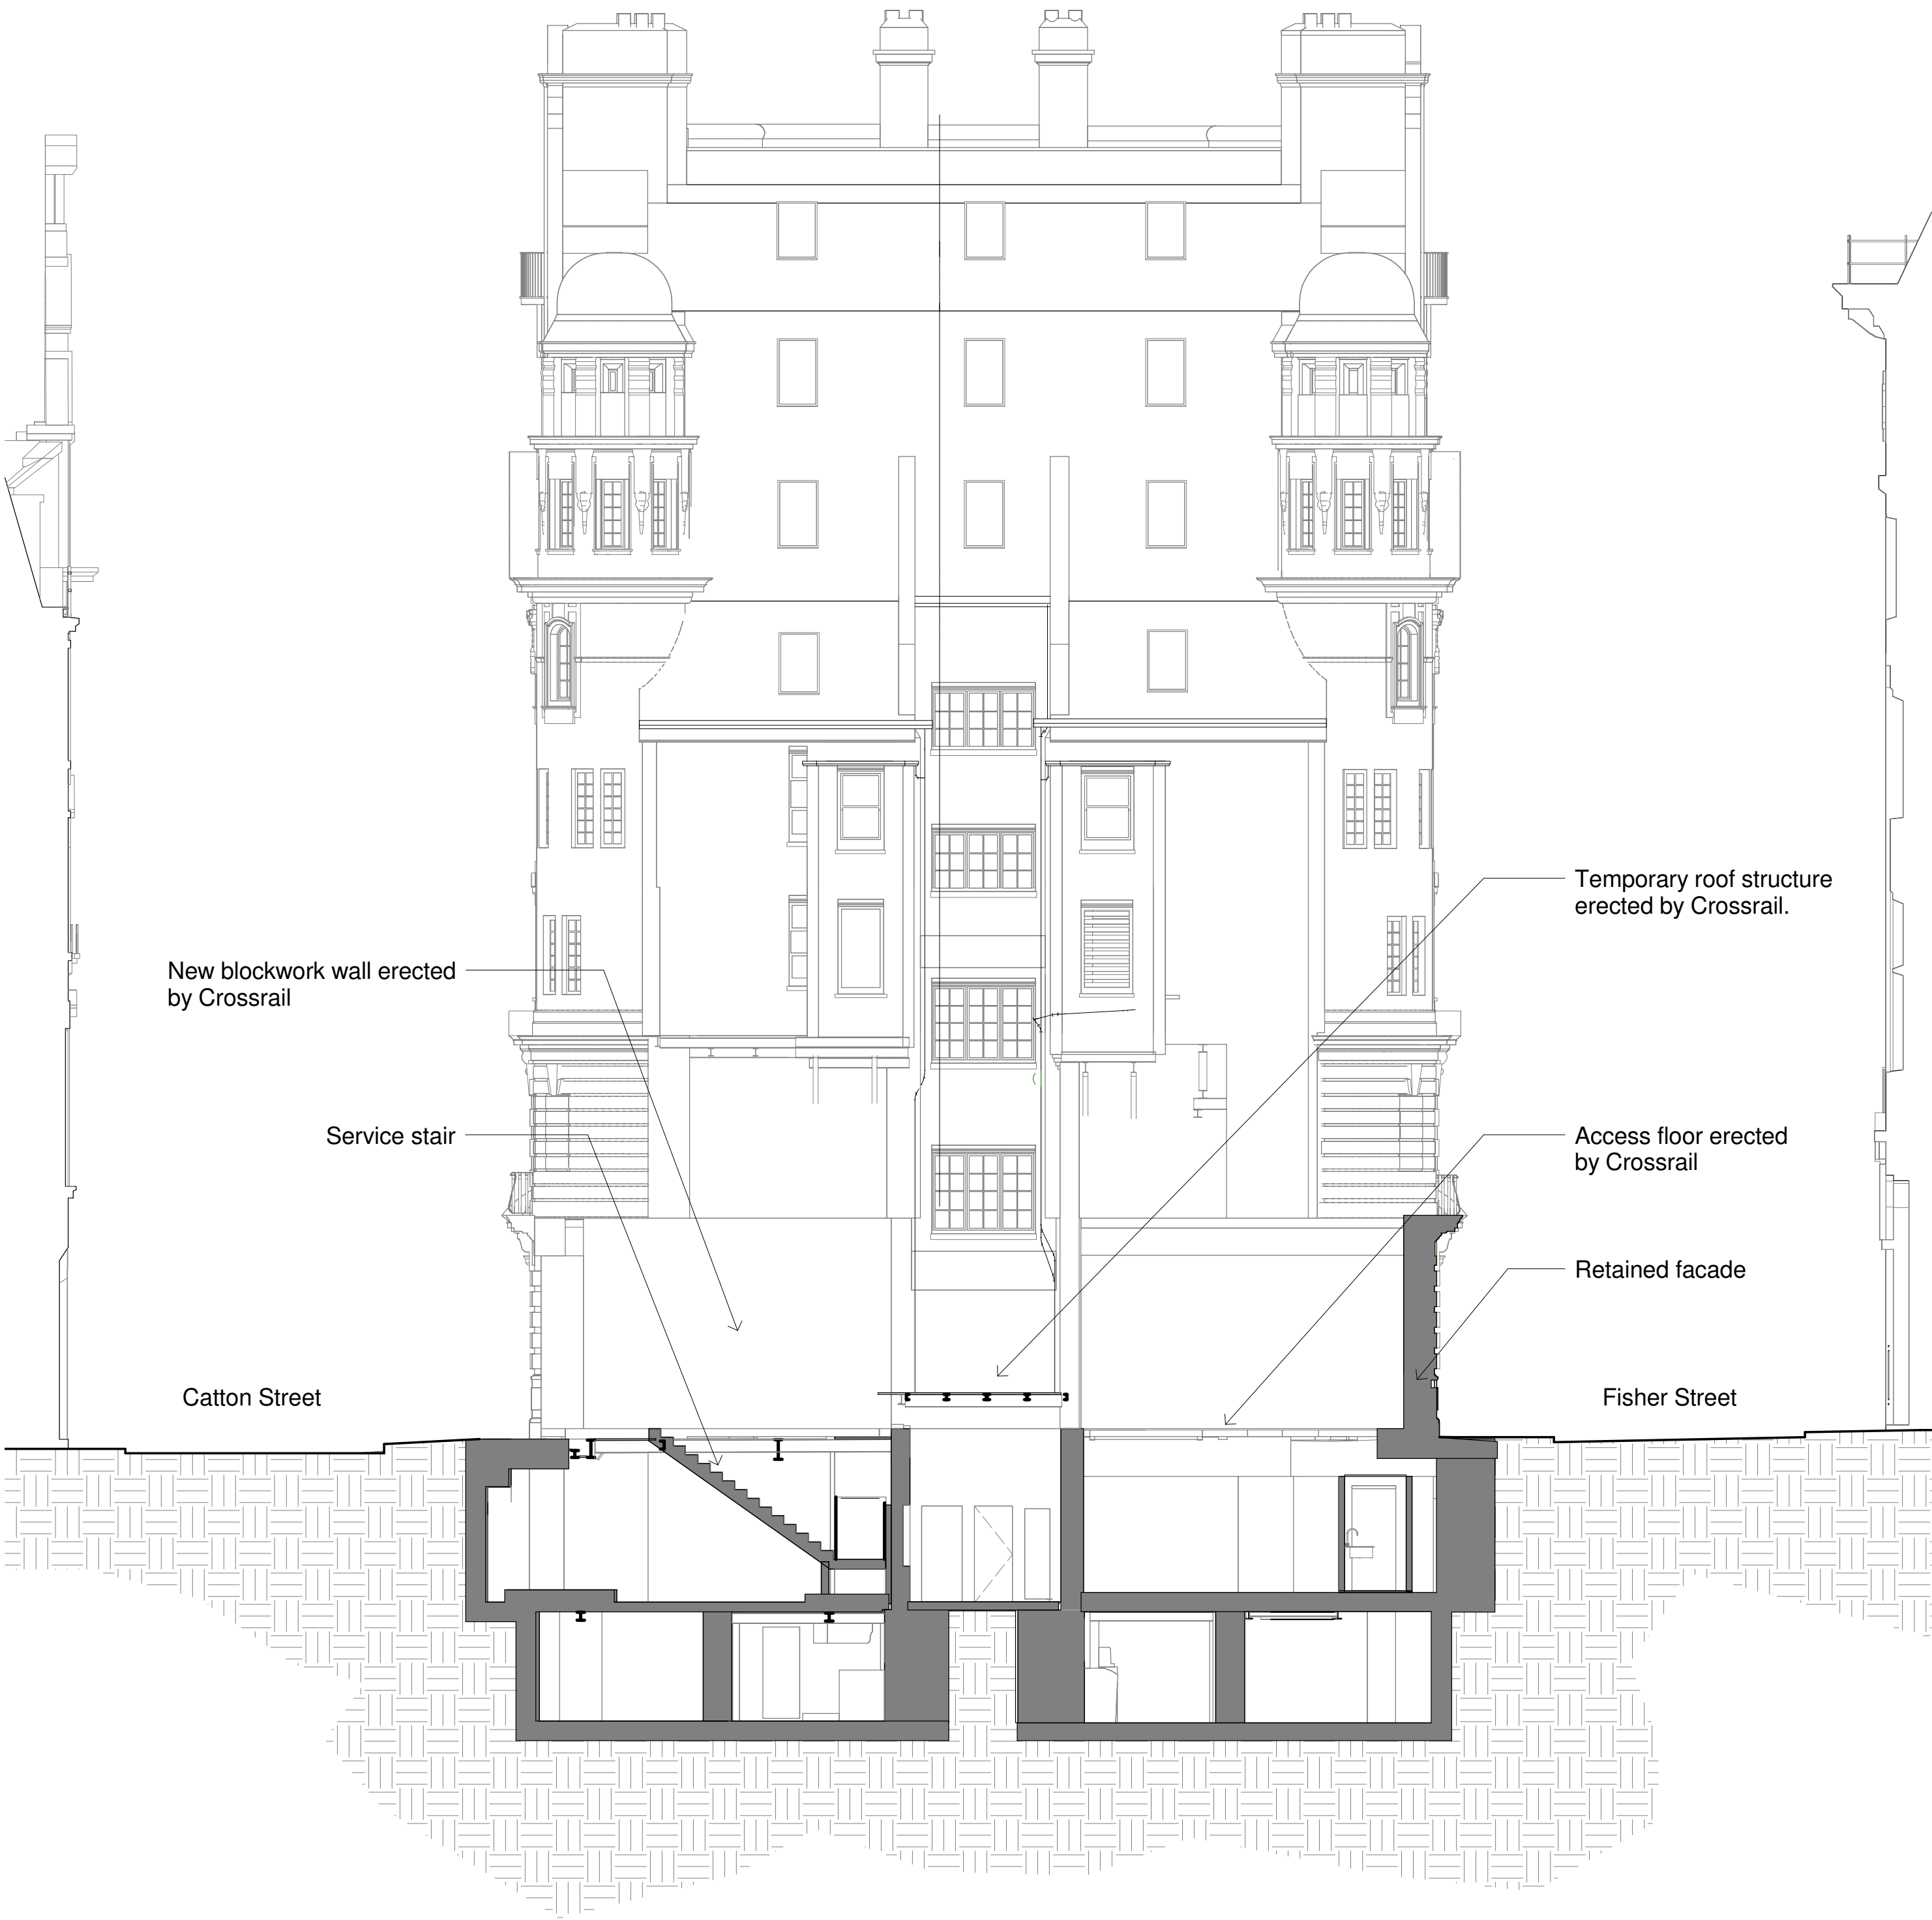 Temporary roof structure
erected by Crossrail.
New blockwork wall erected
by Crossrail
Service stair
Access floor erected
by Crossrail
Retained facade
Catton Street
Fisher Street